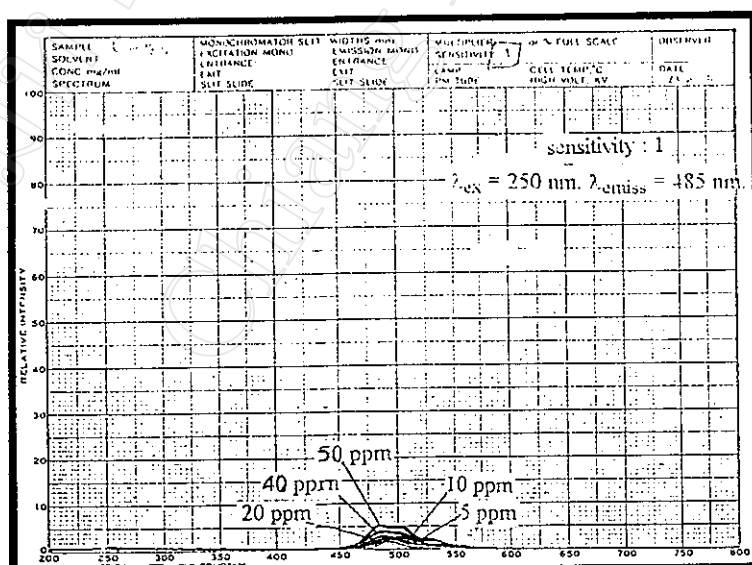 Chiang
SAMPLE
SOLVENT
CONC mg/ml
SPECTRUM
MONOCHROMATOR SLIT WIDTHS mm
EXCITATION MONO EMISSION MONO
ENTRANCE ENTRANCE
EXIT EXIT
SLIT SLIDE SLIT SLIDE
MULTIPLIER or % FULL SCALE
SENSITIVITY 1
LAMP CELL TEMP °C
PM TUBE HIGH VOLT, KV
OBSERVER
DATE
sensitivity : 1
λex = 250 nm. λemiss = 485 nm.
RELATIVE INTENSITY
100
90
80
70
60
50
40
30
20
10
0
50 ppm
40 ppm 10 ppm
20 ppm 5 ppm
200 250 300 350 400 450 500 550 600 650 700 750 800